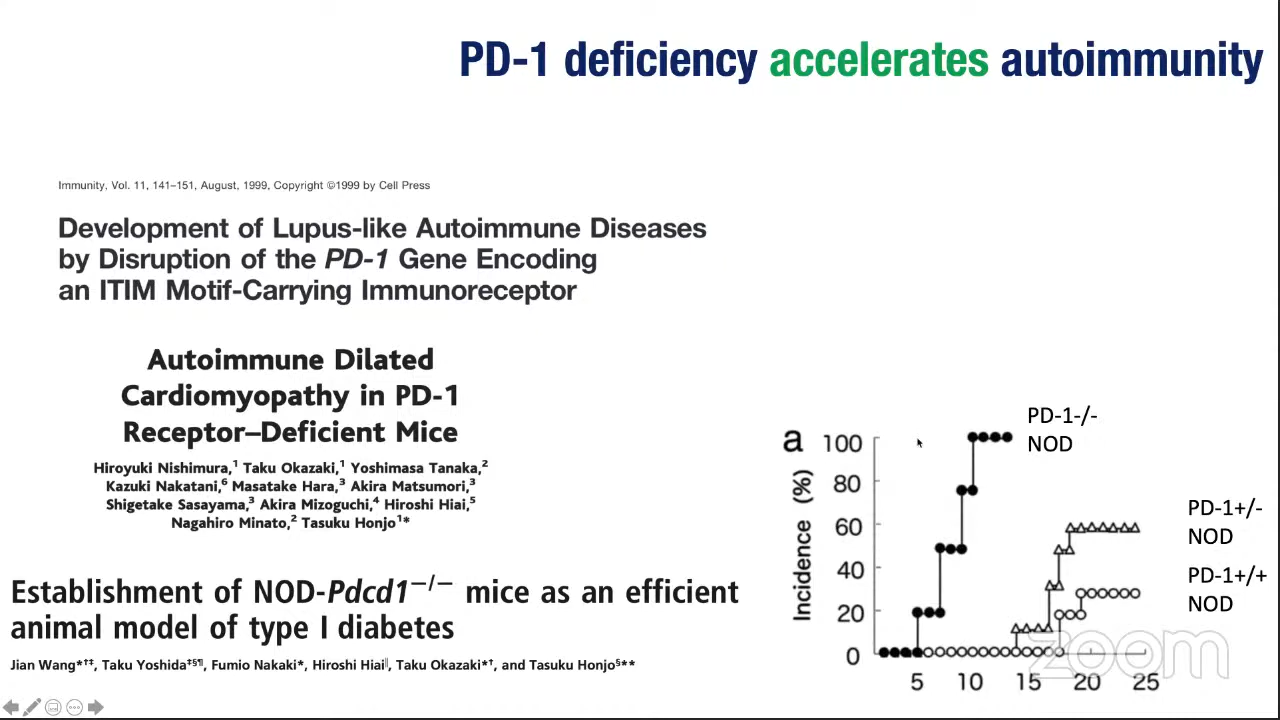 PD-1 deficiency accelerates autoimmunity
Immunity, Vol. 11, 141–151, August, 1999, Copyright ©1999 by Cell Press
Development of Lupus-like Autoimmune Diseases
by Disruption of the PD-1 Gene Encoding
an ITIM Motif-Carrying Immunoreceptor
Autoimmune Dilated
Cardiomyopathy in PD-1
Receptor–Deficient Mice
Hiroyuki Nishimura,1 Taku Okazaki,1 Yoshimasa Tanaka,2
Kazuki Nakatani,6 Masatake Hara,3 Akira Matsumori,3
Shigetake Sasayama,3 Akira Mizoguchi,4 Hiroshi Hiai,5
Nagahiro Minato,2 Tasuku Honjo1*
Establishment of NOD-Pdcd1−/− mice as an efficient
animal model of type I diabetes
Jian Wang*†‡, Taku Yoshida‡§¶, Fumio Nakaki*, Hiroshi Hiai‖, Taku Okazaki*†, and Tasuku Honjo§**
a
Incidence (%)
100
80
60
40
20
0
5 10 15 20 25
PD-1-/-
NOD
PD-1+/-
NOD
PD-1+/+
NOD
zoom